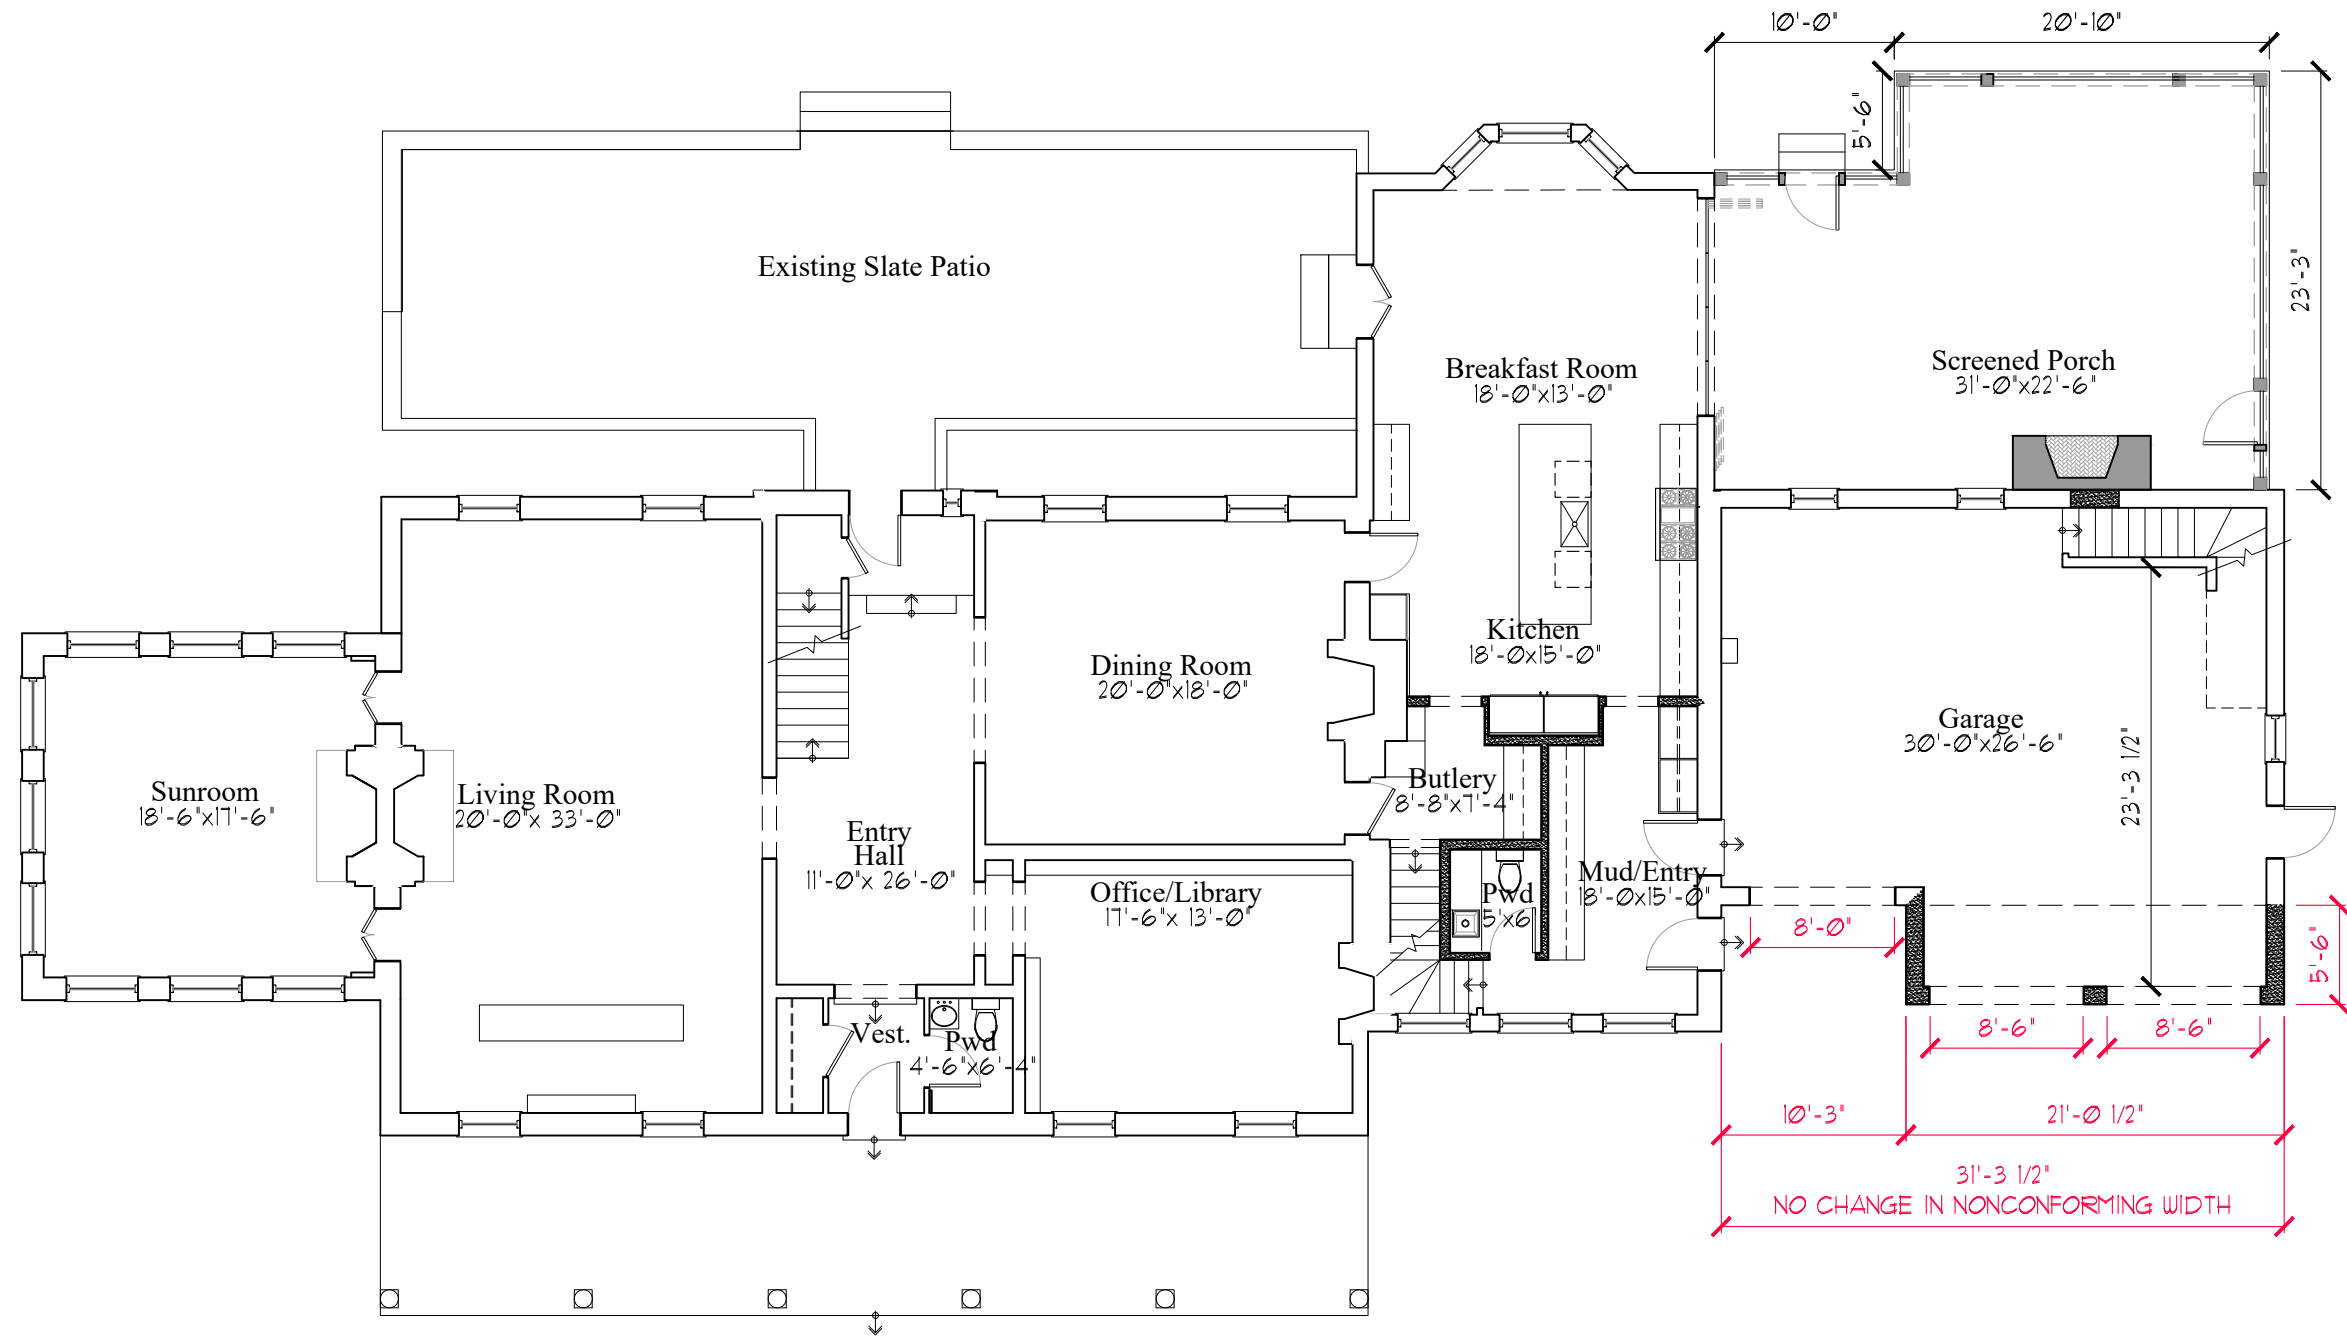 10'-0"
20'-10"
5'-6"
Existing Slate Patio
23'-3"
Breakfast Room
18'-0"x13'-0"
Screened Porch
31'-0"x22'-6"
Kitchen
18'-0x15'-0"
Dining Room
20'-0"x18'-0"
Garage
30'-0"x26'-6"
23'-3 1/2"
Sunroom
18'-6"x17'-6"
Living Room
20'-0"x 33'-0"
Butlery
8'-8"x7'-4"
Entry
Hall
11'-0"x 26'-0"
Office/Library
17'-6"x 13'-0"
Pwd
5'x6'
Mud/Entry
18'-0x15'-0"
8'-0"
5'-6"
Vest.
Pwd
4'-6"x6'-4"
8'-6"
8'-6"
10'-3"
21'-0 1/2"
31'-3 1/2"
NO CHANGE IN NONCONFORMING WIDTH